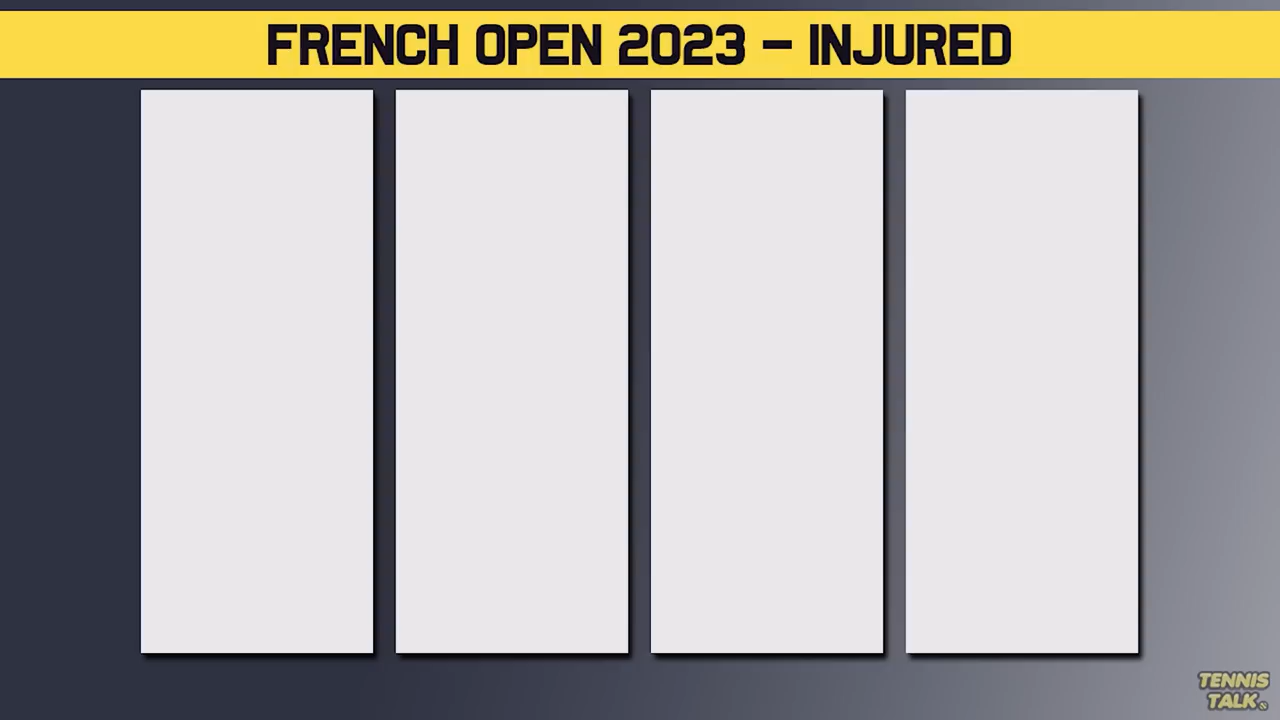 FRENCH OPEN 2023 – INJURED
TENNIS
TALK